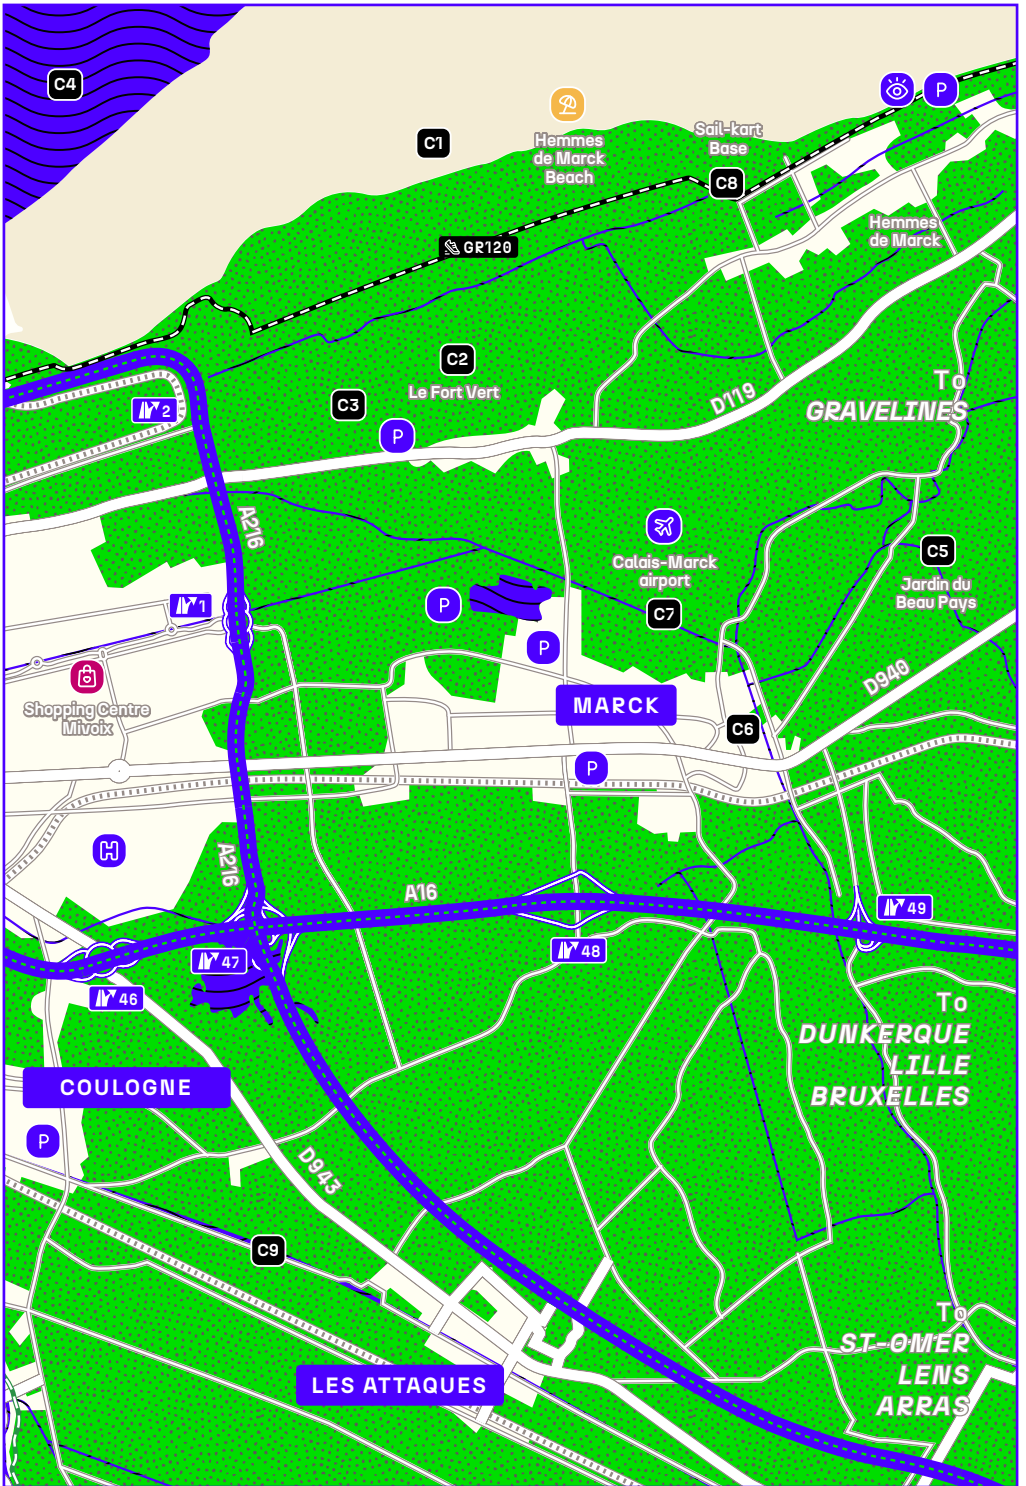 C4
P
C1
Hemmes
de Marck
Beach
Sail-kart
Base
C8
Hemmes
de Marck
GR120
C2
Le Fort Vert
C3
P
2
D119
To
GRAVELINES
A216
Calais-Marck
airport
C5
Jardin du
Beau Pays
1
P
C7
P
Shopping Centre
Mivoix
MARCK
D940
C6
P
H
A216
A16
49
48
47
46
To
DUNKERQUE
LILLE
BRUXELLES
COULOGNE
P
D943
C9
To
ST-OMER
LENS
ARRAS
LES ATTAQUES